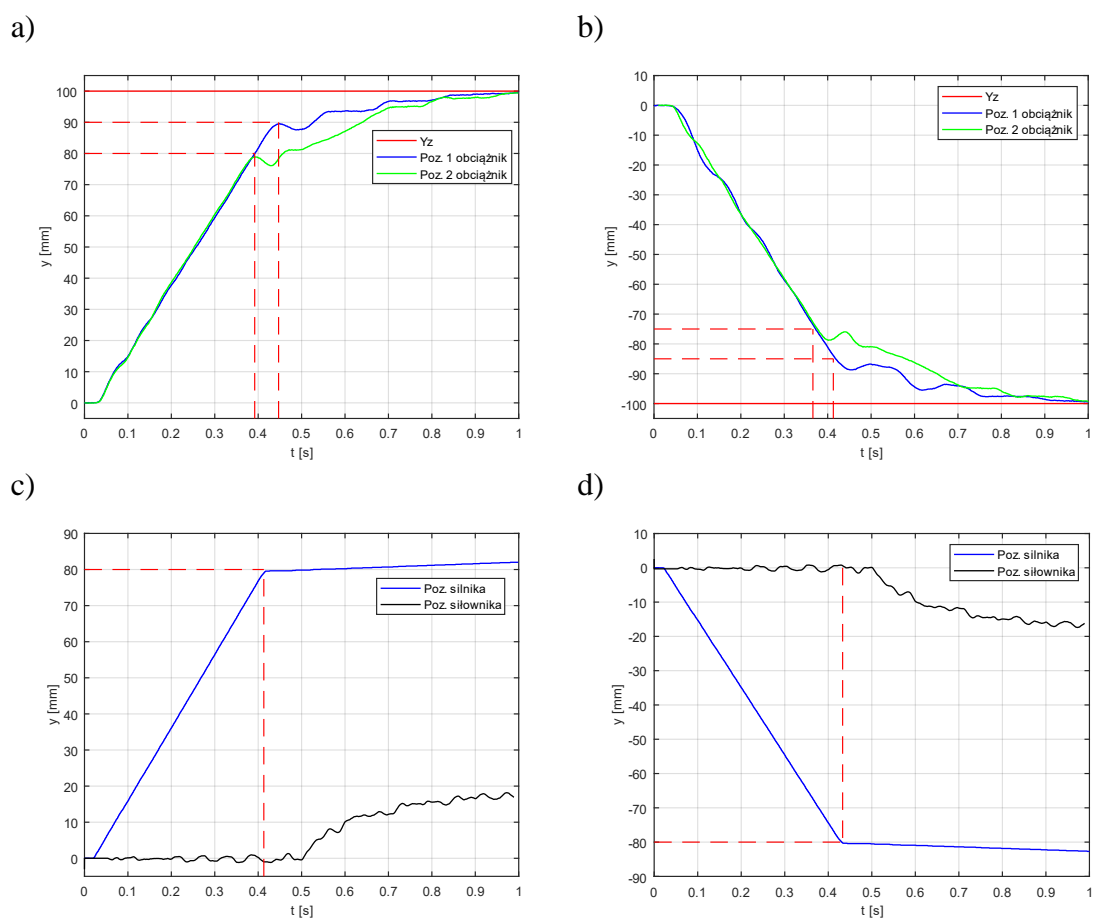 a)
100
90
80
70
60
50
40
30
20
10
0
y [mm]
Yz
Poz. 1 obciążnik
Poz. 2 obciążnik
0 0.1 0.2 0.3 0.4 0.5 0.6 0.7 0.8 0.9 1
t [s]
b)
10
0
-10
-20
-30
-40
-50
-60
-70
-80
-90
-100
y [mm]
Yz
Poz. 1 obciążnik
Poz. 2 obciążnik
0 0.1 0.2 0.3 0.4 0.5 0.6 0.7 0.8 0.9 1
t [s]
c)
90
80
70
60
50
40
30
20
10
0
y [mm]
Poz. silnika
Poz. siłownika
0 0.1 0.2 0.3 0.4 0.5 0.6 0.7 0.8 0.9 1
t [s]
d)
10
0
-10
-20
-30
-40
-50
-60
-70
-80
-90
y [mm]
Poz. silnika
Poz. siłownika
0 0.1 0.2 0.3 0.4 0.5 0.6 0.7 0.8 0.9 1
t [s]